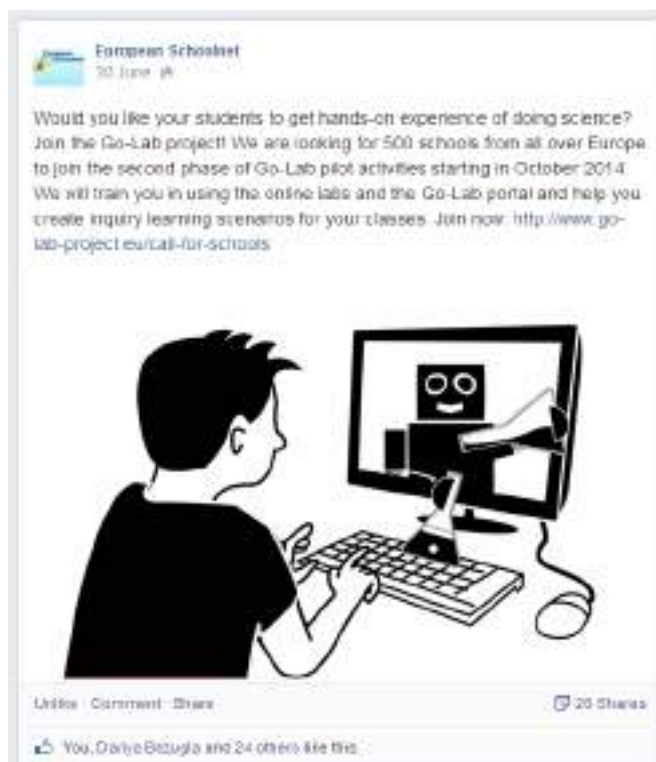 European Schoolnet
30 June
Would you like your students to get hands-on experience of doing science?
Join the Go-Lab project! We are looking for 500 schools from all over Europe
to join the second phase of Go-Lab pilot activities starting in October 2014.
We will train you in using the online labs and the Go-Lab portal and help you
create inquiry learning scenarios for your classes. Join now: http://www.go-
lab-project.eu/call-for-schools
Unlike · Comment · Share
26 Shares
You, Dariya Bezugla and 24 others like this.